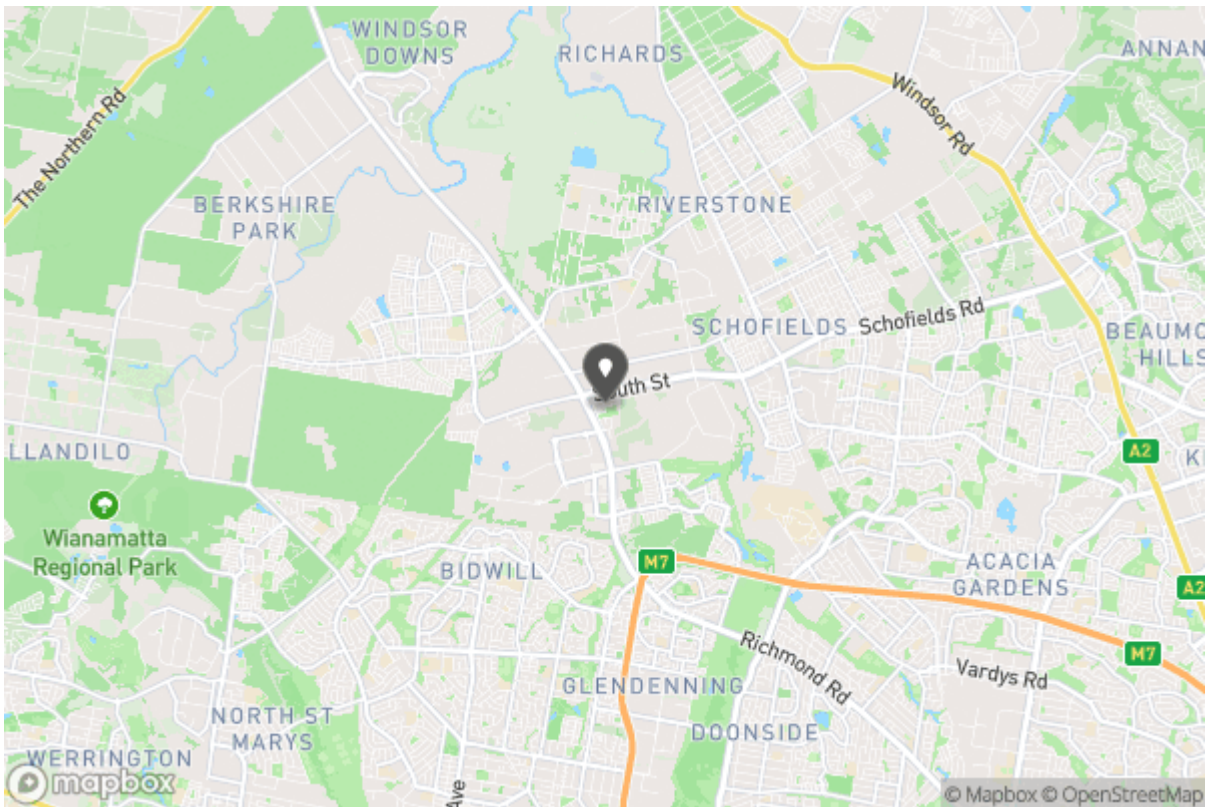 WINDSOR
DOWNS
RICHARDS
ANNAN
The Northern Rd
Windsor Rd
BERKSHIRE
PARK
RIVERSTONE
SCHOFIELDS
Schofields Rd
BEAUMO
HILLS
South St
LLANDILO
A2
K
Wianamatta
Regional Park
BIDWILL
M7
ACACIA
GARDENS
A2
Richmond Rd
M7
Vardys Rd
GLENDENNING
NORTH ST
MARYS
DOONSIDE
WERRINGTON
Ave
mapbox
© Mapbox © OpenStreetMap